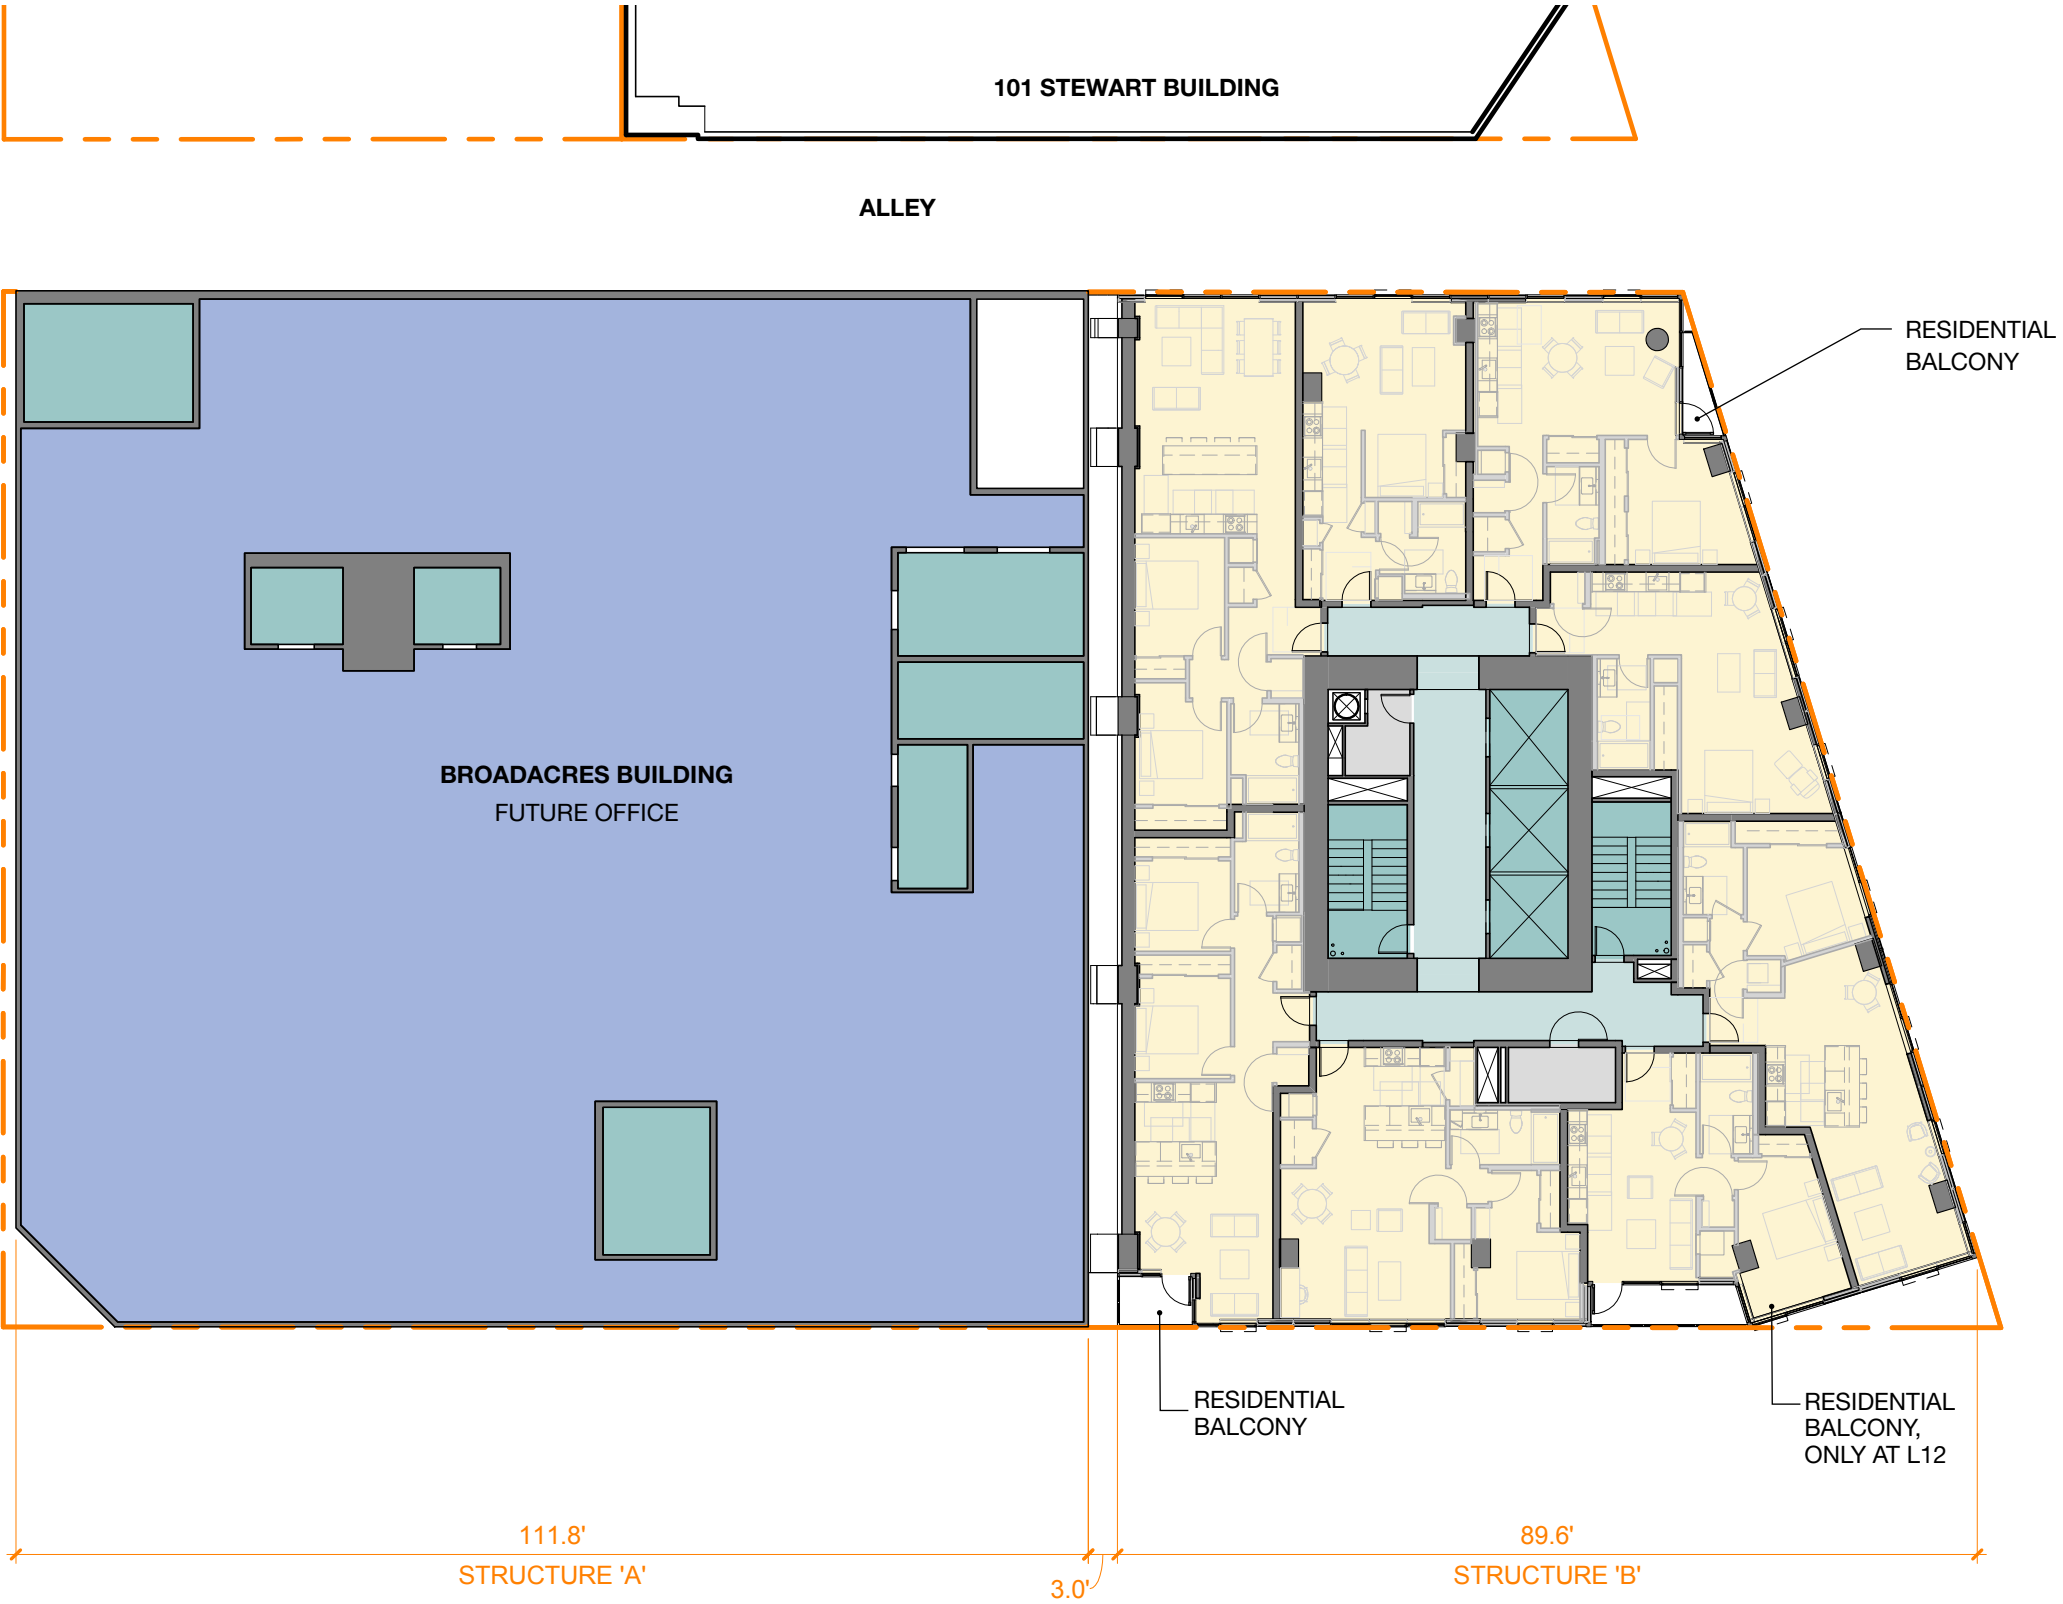 101 STEWART BUILDING
ALLEY
RESIDENTIAL
BALCONY
BROADACRES BUILDING
FUTURE OFFICE
RESIDENTIAL
BALCONY
RESIDENTIAL
BALCONY,
ONLY AT L12
111.8'
STRUCTURE 'A'
3.0'
89.6'
STRUCTURE 'B'